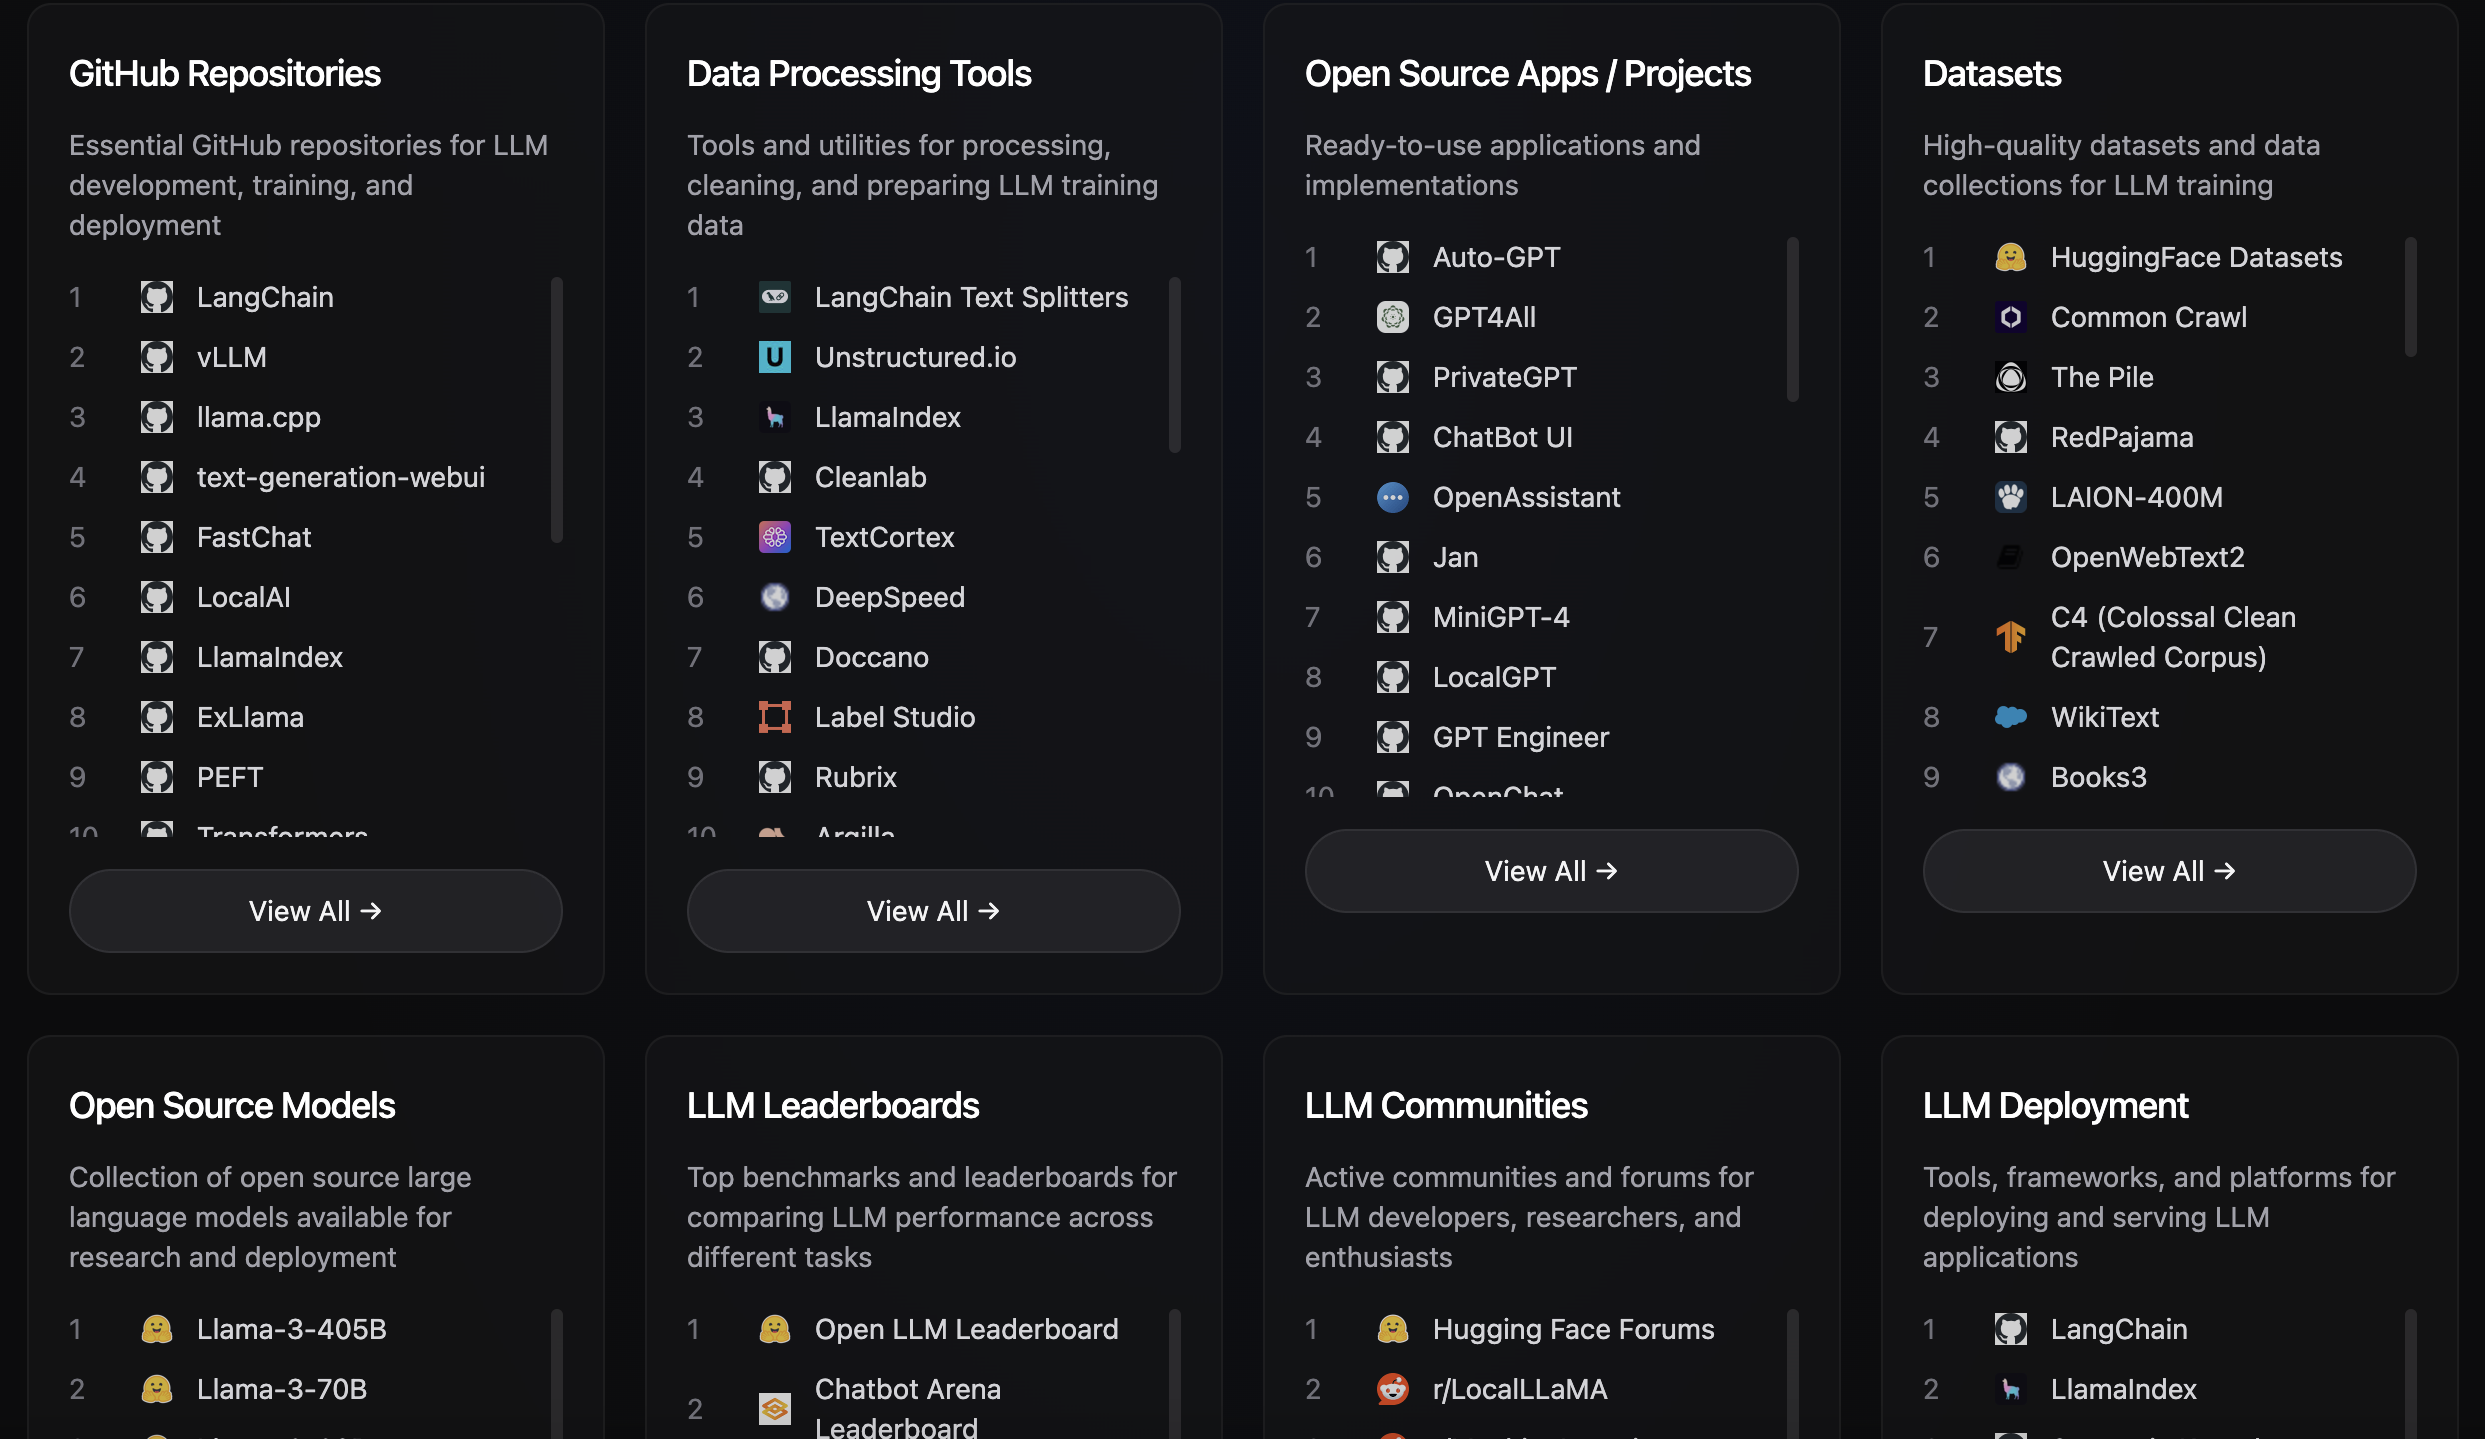 GitHub Repositories
Essential GitHub repositories for LLM
development, training, and
deployment
1 LangChain
2 vLLM
3 llama.cpp
4 text-generation-webui
5 FastChat
6 LocalAI
7 LlamaIndex
8 ExLlama
9 PEFT
10 Transformers
View All →
Data Processing Tools
Tools and utilities for processing,
cleaning, and preparing LLM training
data
1 LangChain Text Splitters
2 Unstructured.io
3 LlamaIndex
4 Cleanlab
5 TextCortex
6 DeepSpeed
7 Doccano
8 Label Studio
9 Rubrix
10 Argilla
View All →
Open Source Apps / Projects
Ready-to-use applications and
implementations
1 Auto-GPT
2 GPT4All
3 PrivateGPT
4 ChatBot UI
5 OpenAssistant
6 Jan
7 MiniGPT-4
8 LocalGPT
9 GPT Engineer
10 OpenChat
View All →
Datasets
High-quality datasets and data
collections for LLM training
1 HuggingFace Datasets
2 Common Crawl
3 The Pile
4 RedPajama
5 LAION-400M
6 OpenWebText2
7 C4 (Colossal Clean
Crawled Corpus)
8 WikiText
9 Books3
View All →
Open Source Models
Collection of open source large
language models available for
research and deployment
1 Llama-3-405B
2 Llama-3-70B
LLM Leaderboards
Top benchmarks and leaderboards for
comparing LLM performance across
different tasks
1 Open LLM Leaderboard
2 Chatbot Arena
Leaderboard
LLM Communities
Active communities and forums for
LLM developers, researchers, and
enthusiasts
1 Hugging Face Forums
2 r/LocalLLaMA
LLM Deployment
Tools, frameworks, and platforms for
deploying and serving LLM
applications
1 LangChain
2 LlamaIndex